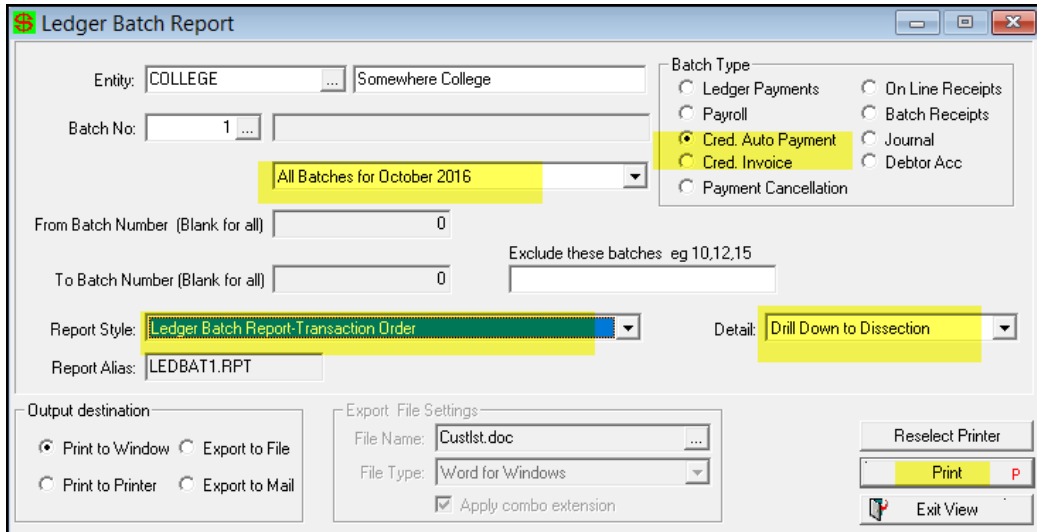 Ledger Batch Report
Entity: COLLEGE ... Somewhere College
Batch No: 1 ...
All Batches for October 2016
Batch Type
Ledger Payments On Line Receipts
Payroll Batch Receipts
Cred. Auto Payment Journal
Cred. Invoice Debtor Acc
Payment Cancellation
From Batch Number (Blank for all) 0
Exclude these batches eg 10,12,15
To Batch Number (Blank for all) 0
Report Style: Ledger Batch Report-Transaction Order Detail: Drill Down to Dissection
Report Alias: LEDBAT1.RPT
Output destination
Print to Window Export to File
Print to Printer Export to Mail
Export File Settings
File Name: Custlst.doc ...
File Type: Word for Windows
Apply combo extension
Reselect Printer
Print P
Exit View